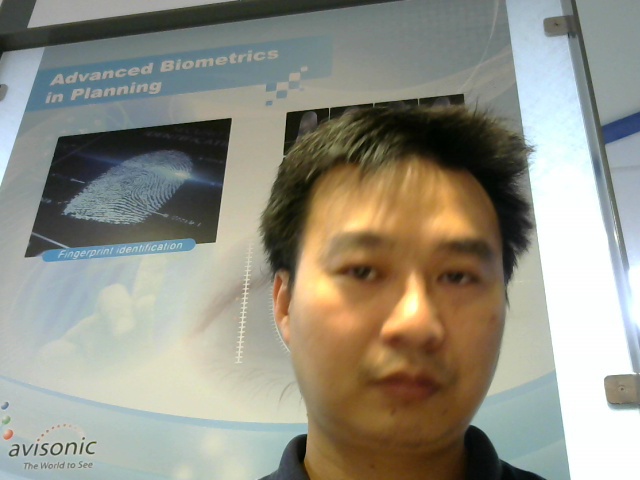 Advanced Biometrics
in Planning
Fingerprint identification
avisonic
The World to See